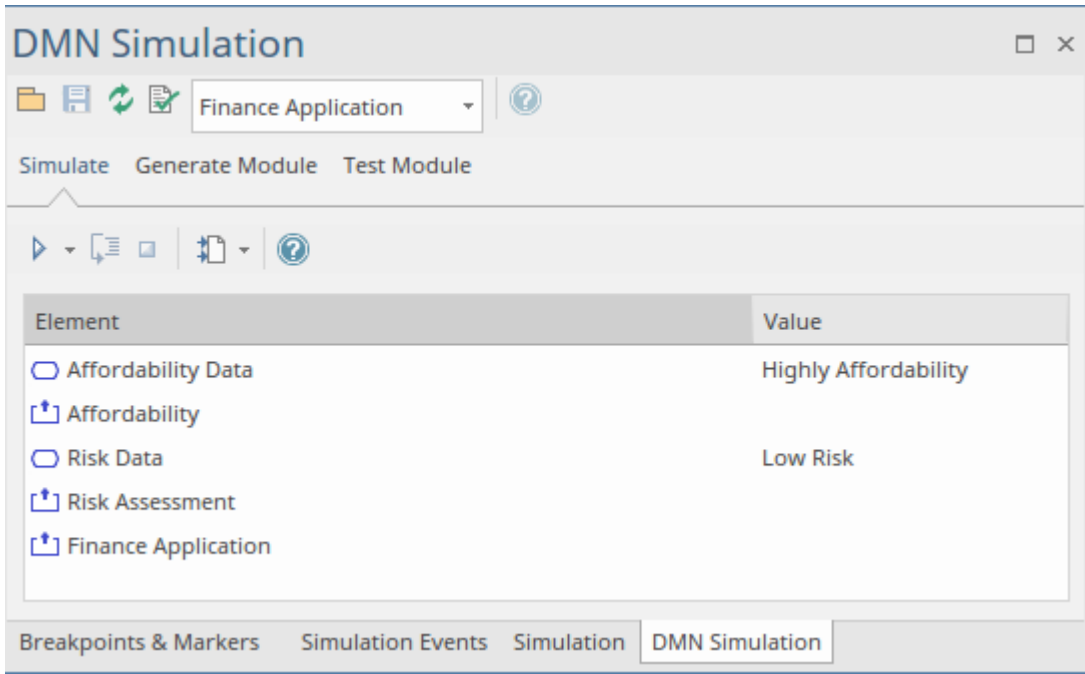 DMN Simulation
Finance Application
Simulate Generate Module Test Module
Element Value
Affordability Data Highly Affordability
Affordability
Risk Data Low Risk
Risk Assessment
Finance Application
Breakpoints & Markers Simulation Events Simulation DMN Simulation